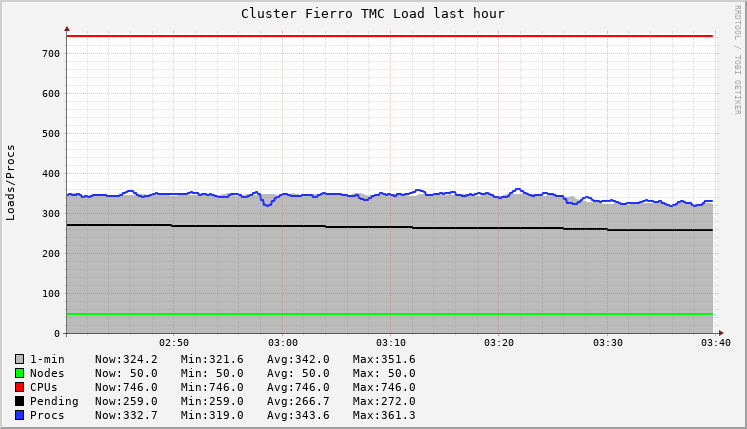 Cluster Fierro TMC Load last hour
RRDTOOL / TOBI OETIKER
Loads/Procs
700
600
500
400
300
200
100
0
02:50 03:00 03:10 03:20 03:30 03:40
1-min Now:324.2 Min:321.6 Avg:342.0 Max:351.6
Nodes Now: 50.0 Min: 50.0 Avg: 50.0 Max: 50.0
CPUs Now:746.0 Min:746.0 Avg:746.0 Max:746.0
Pending Now:259.0 Min:259.0 Avg:266.7 Max:272.0
Procs Now:332.7 Min:319.0 Avg:343.6 Max:361.3